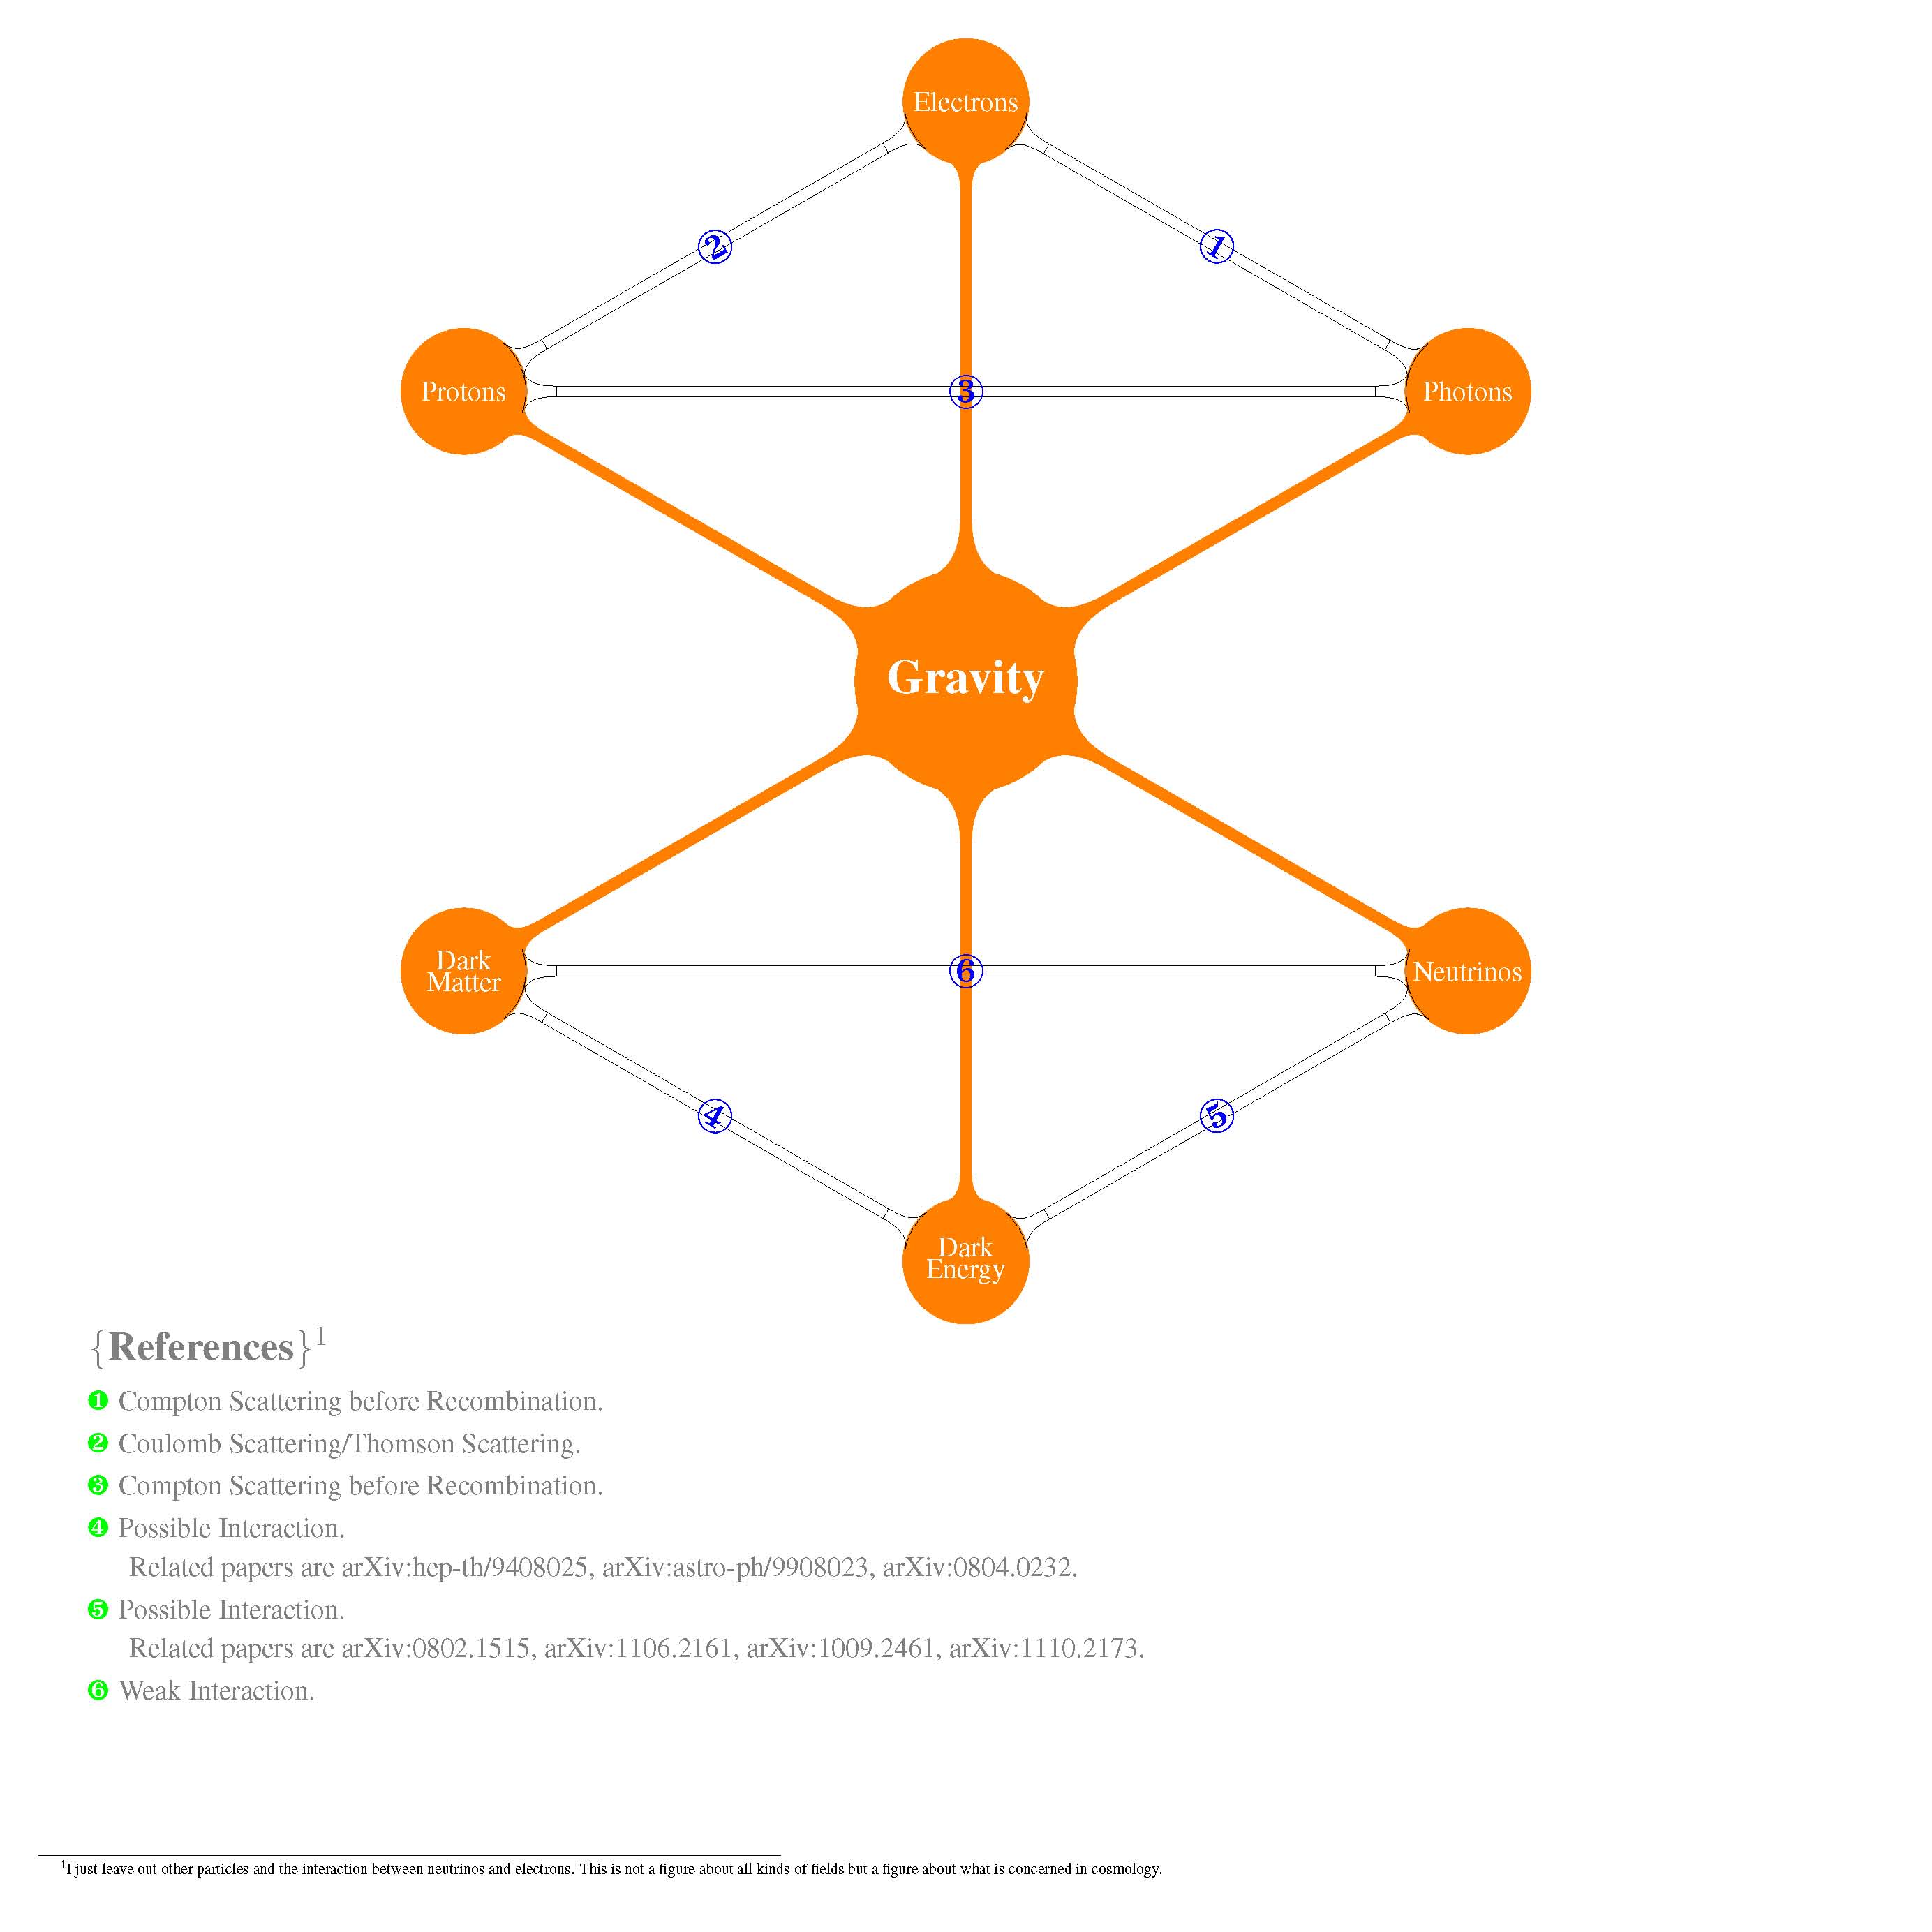 Electrons
2
1
Protons
3
Photons
Gravity
Dark
Matter
6
Neutrinos
4
5
Dark
Energy
{References}¹
❶ Compton Scattering before Recombination.
❷ Coulomb Scattering/Thomson Scattering.
❸ Compton Scattering before Recombination.
❹ Possible Interaction.
Related papers are arXiv:hep-th/9408025, arXiv:astro-ph/9908023, arXiv:0804.0232.
❺ Possible Interaction.
Related papers are arXiv:0802.1515, arXiv:1106.2161, arXiv:1009.2461, arXiv:1110.2173.
❻ Weak Interaction.
¹I just leave out other particles and the interaction between neutrinos and electrons. This is not a figure about all kinds of fields but a figure about what is concerned in cosmology.